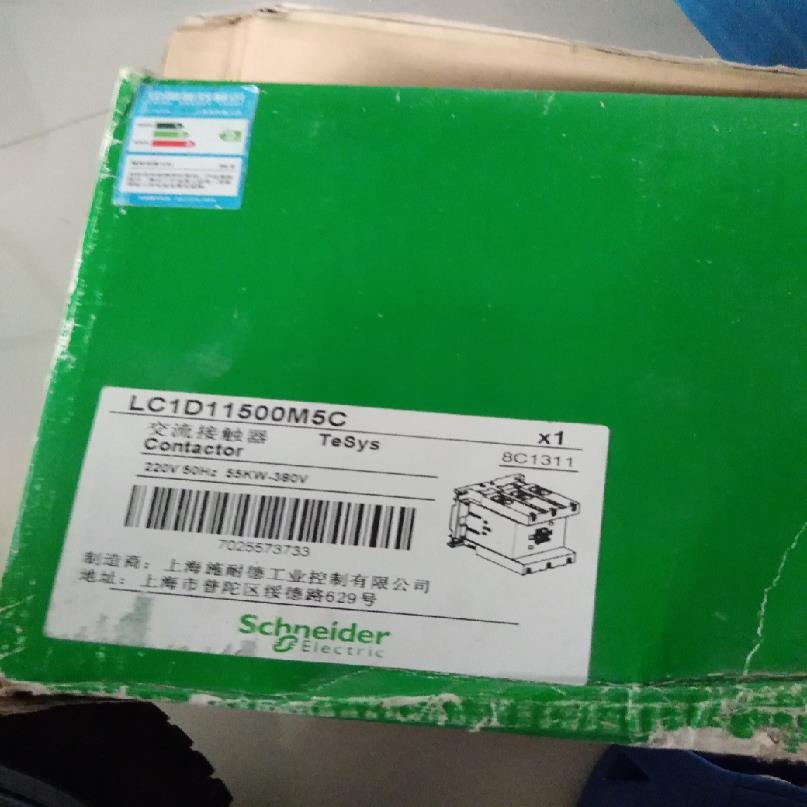 LC1D11500M5C
x1
交流接触器 TeSys
Contactor
8C1311
220V 50Hz 55KW-380V
7025573733
制造商：上海施耐德工业控制有限公司
地址：上海市普陀区绥德路629号
Schneider
Electric